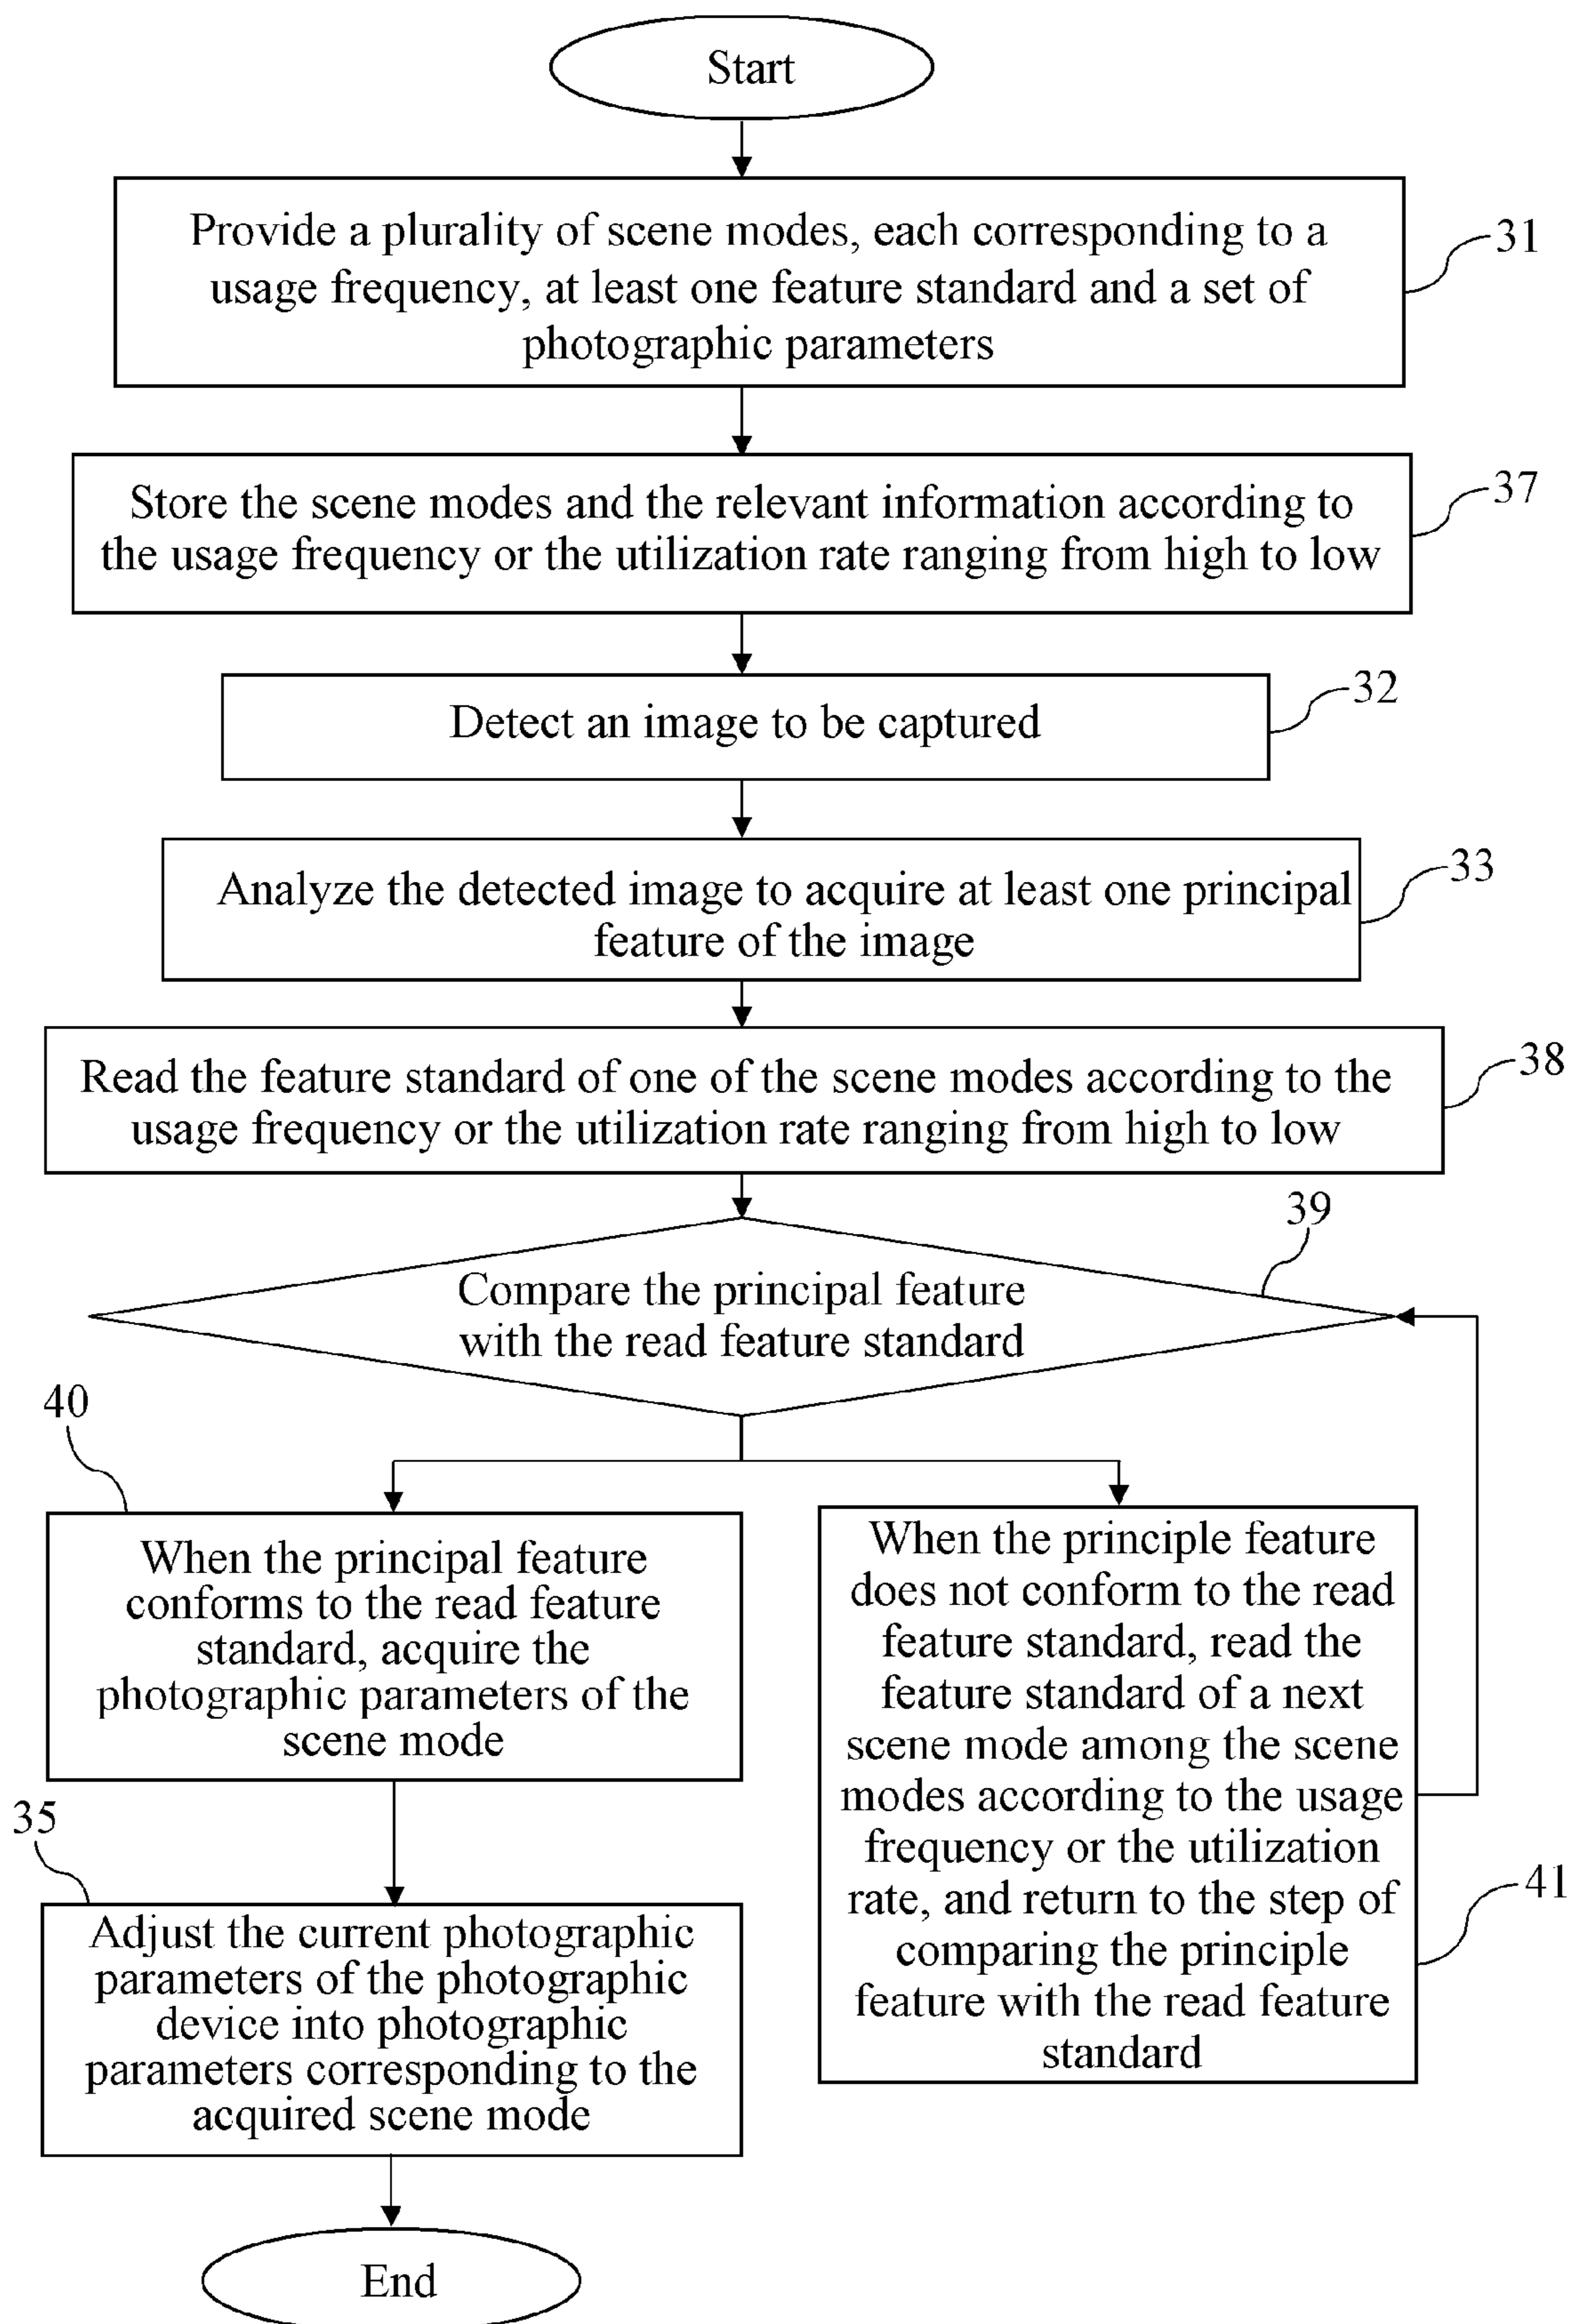 Start
Provide a plurality of scene modes, each corresponding to a
usage frequency, at least one feature standard and a set of
photographic parameters
31
Store the scene modes and the relevant information according to
the usage frequency or the utilization rate ranging from high to low
37
Detect an image to be captured
32
Analyze the detected image to acquire at least one principal
feature of the image
33
Read the feature standard of one of the scene modes according to the
usage frequency or the utilization rate ranging from high to low
38
39
Compare the principal feature
with the read feature standard
40
When the principal feature
conforms to the read feature
standard, acquire the
photographic parameters of the
scene mode
When the principle feature
does not conform to the read
feature standard, read the
feature standard of a next
scene mode among the scene
modes according to the usage
frequency or the utilization
rate, and return to the step of
comparing the principle
feature with the read feature
standard
41
35
Adjust the current photographic
parameters of the photographic
device into photographic
parameters corresponding to the
acquired scene mode
End